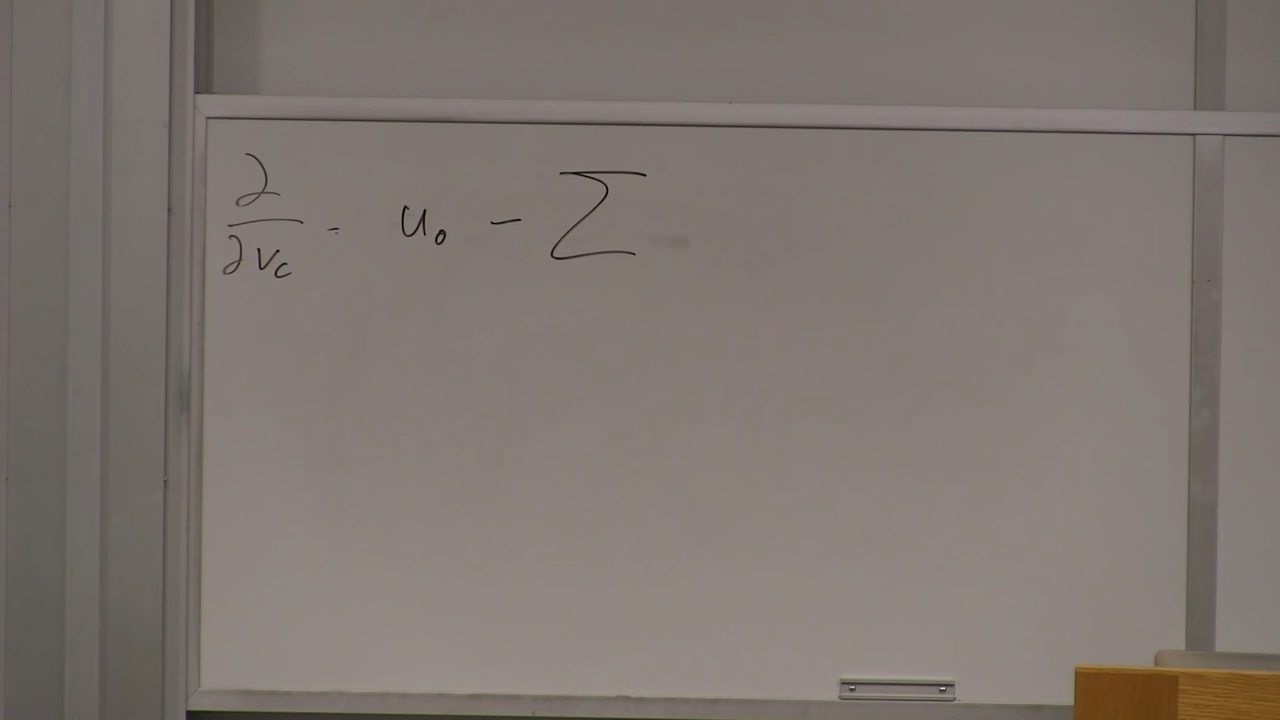 ∂/∂v_c = u_o - Σ